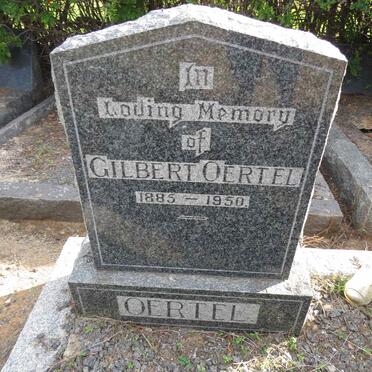 In
Loving Memory
of
GILBERT OERTEL
1885 – 1950
OERTEL